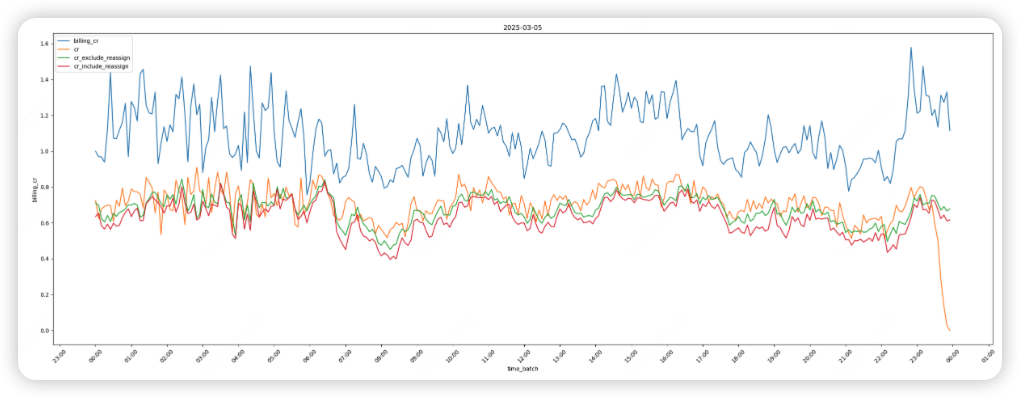 2025-03-05
billing_cr
cr
cr_exclude_reassign
cr_include_reassign
billing_cr
1.6
1.4
1.2
1.0
0.8
0.6
0.4
0.2
0.0
23:00 00:00 01:00 02:00 03:00 04:00 05:00 06:00 07:00 08:00 09:00 10:00 11:00 12:00 13:00 14:00 15:00 16:00 17:00 18:00 19:00 20:00 21:00 22:00 23:00 00:00 01:00
time_batch